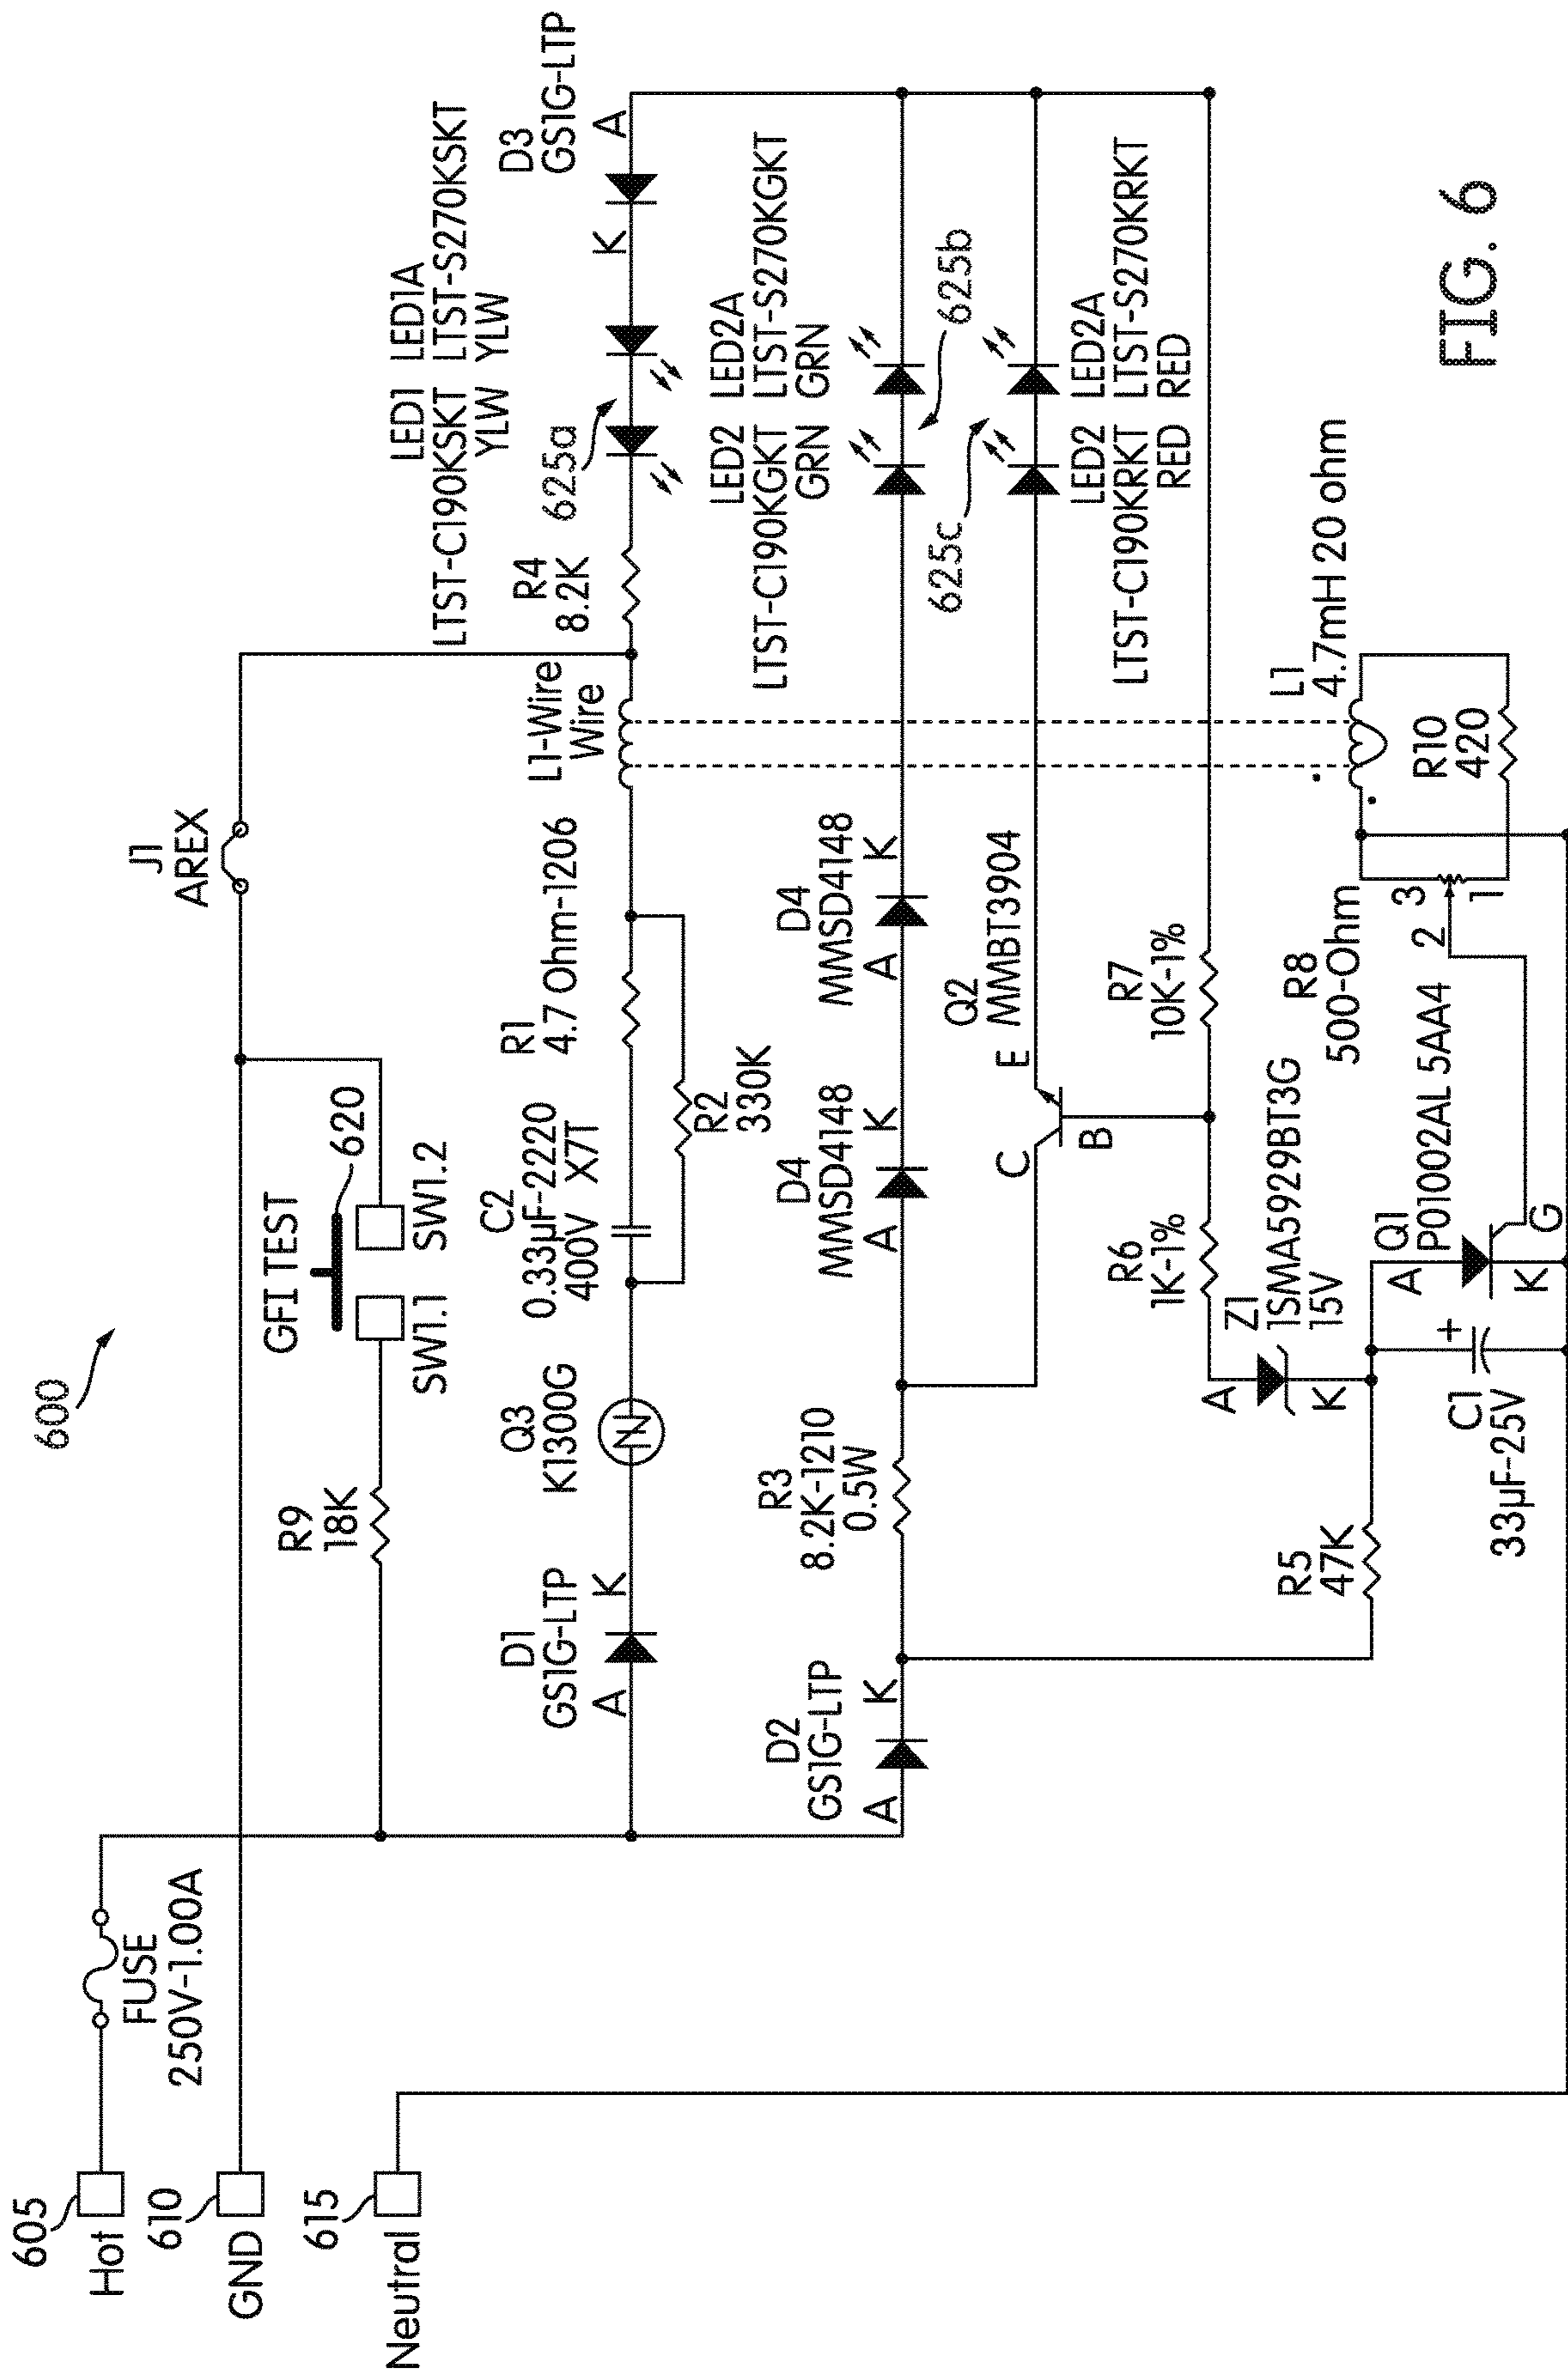 600
605
Hot
610
GND
615
Neutral
FUSE
250V-1.00A
J1
AREX
GFI TEST
620
SW1.1
SW1.2
R9
18K
D1
GS1G-LTP
A
K
Q3
K1300G
C2
0.33µF-2220
400V X7T
R1
4.7 Ohm-1206
R2
330K
L1-Wire
Wire
R4
8.2K
625a
LED1 LED1A
LTST-C190KSKT LTST-S270KSKT
YLW YLW
D3
GS1G-LTP
K
A
D2
GS1G-LTP
A
K
R3
8.2K-1210
0.5W
D4
MMSD4148
A
K
D4
MMSD4148
A
K
LED2 LED2A
LTST-C190KGKT LTST-S270KGKT
GRN GRN
625b
Q2
MMBT3904
C
E
B
625c
LED2 LED2A
LTST-C190KRKT LTST-S270KRKT
RED RED
R6
1K-1%
R7
10K-1%
Z1
1SMA5929BT3G
15V
A
K
R5
47K
C1
33µF-25V
+
Q1
P01002AL 5AA4
A
K
G
R8
500-Ohm
3
2
1
L1
4.7mH 20 ohm
R10
420
FIG. 6